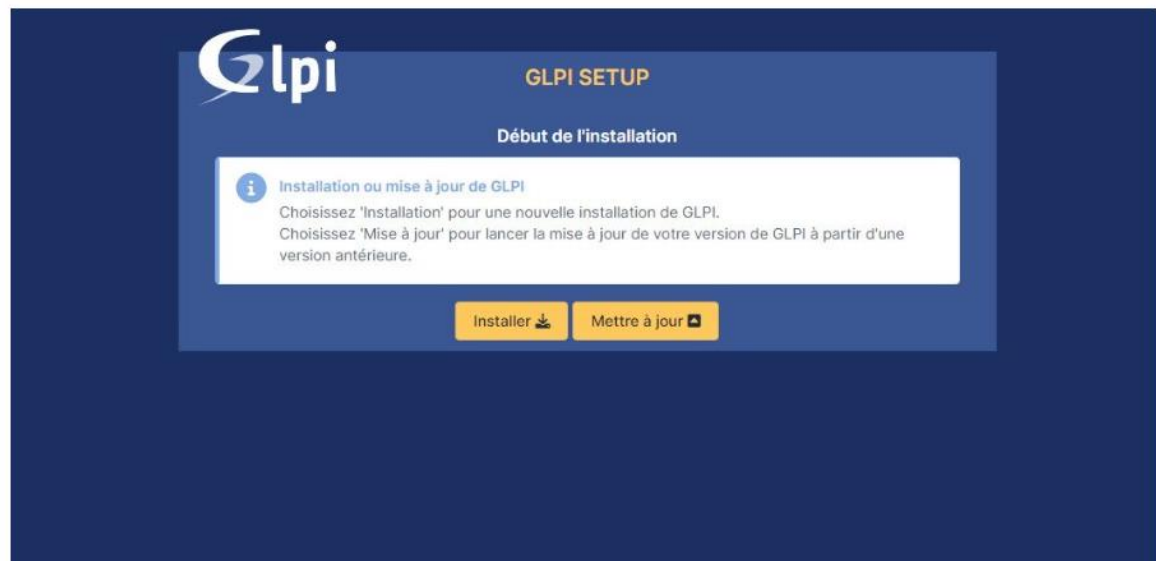 Glpi
GLPI SETUP
Début de l'installation
Installation ou mise à jour de GLPI
Choisissez 'Installation' pour une nouvelle installation de GLPI.
Choisissez 'Mise à jour' pour lancer la mise à jour de votre version de GLPI à partir d'une
version antérieure.
Installer
Mettre à jour